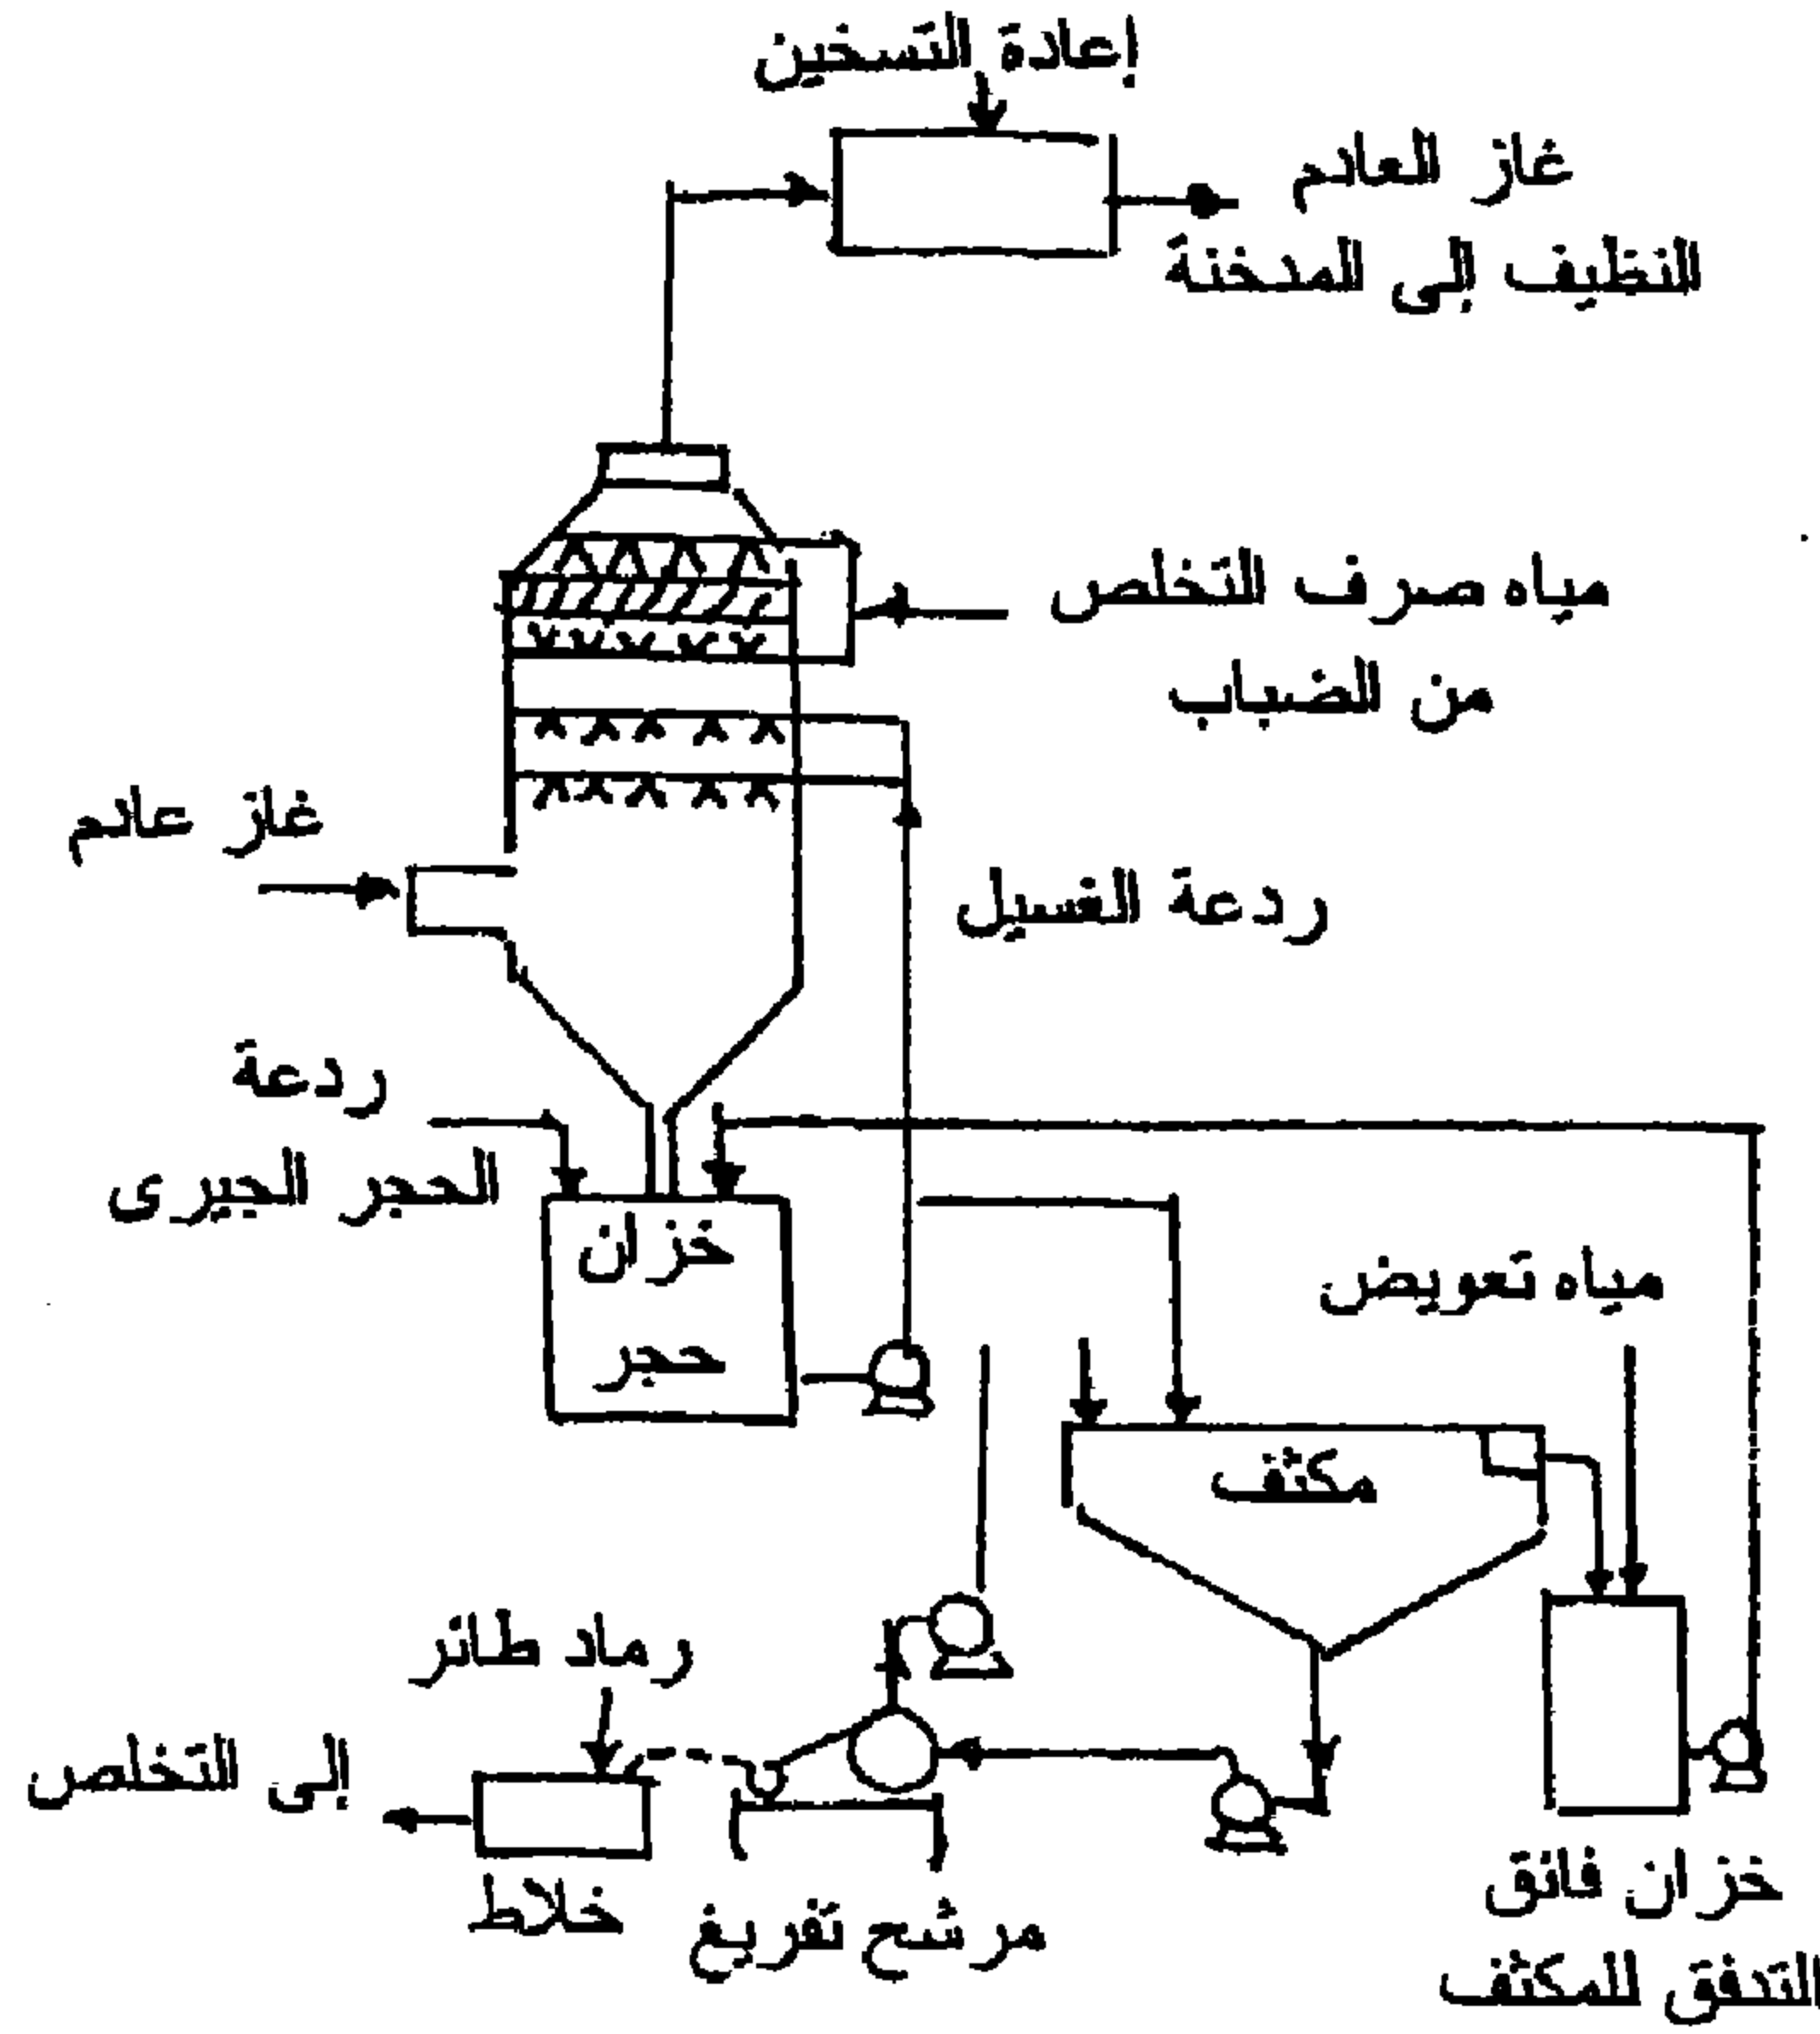 إعادة التسخين
غاز العادم
النظيف إلى المدخنة
مياه صرف التخلص
من الضباب
غاز عادم
ردعة الغسيل
ردعة
الحجر الجيرى
خزان
حجر
مياه تعويض
مكثف
رماد طائر
إلى التخلص
خلاط
مرشح تفريغ
خزان فائق
التدفق للمكثف